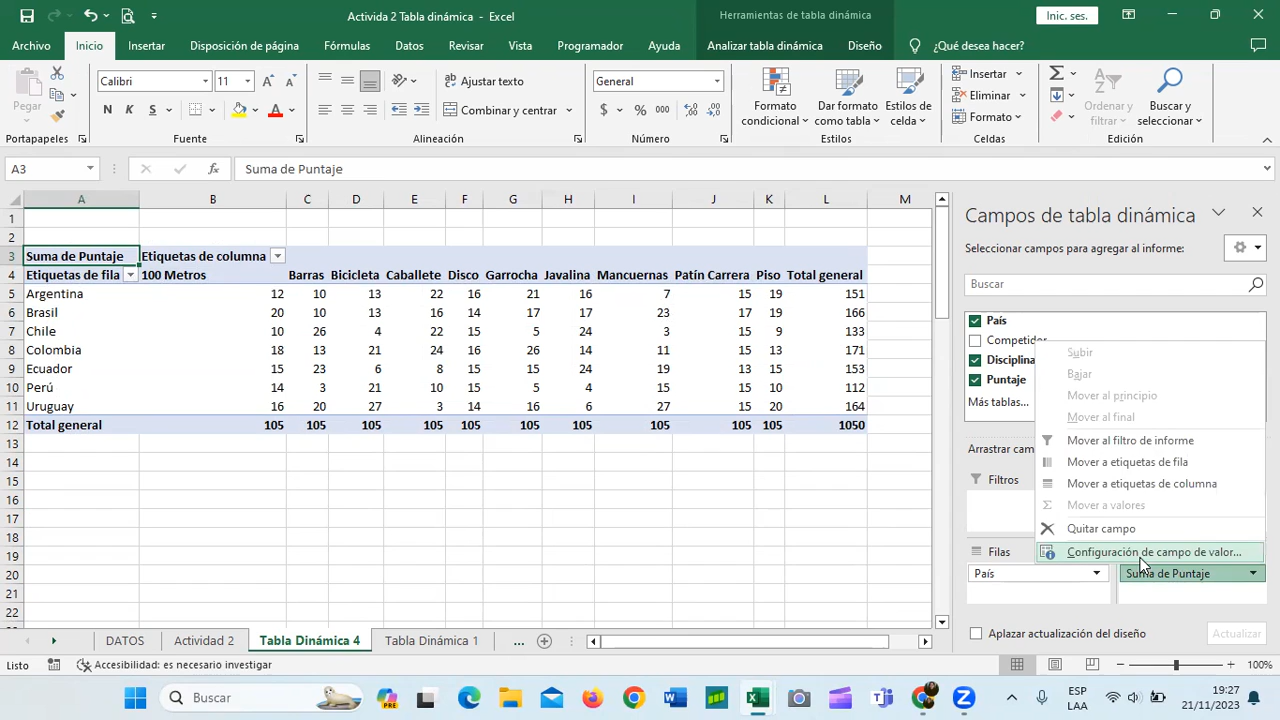 Activida 2 Tabla dinámica - Excel
Herramientas de tabla dinámica
Inic. ses.
Archivo Inicio Insertar Disposición de página Fórmulas Datos Revisar Vista Programador Ayuda Analizar tabla dinámica Diseño ¿Qué desea hacer?
Pegar
Calibri 11
N K S
Ajustar texto
Combinar y centrar
General
$ % 000
Formato condicional
Dar formato como tabla
Estilos de celda
Insertar
Eliminar
Formato
Ordenar y filtrar
Buscar y seleccionar
Portapapeles Fuente Alineación Número Estilos Celdas Edición
A3 fx Suma de Puntaje
A B C D E F G H I J K L M
1
2
3 Suma de Puntaje Etiquetas de columna
4 Etiquetas de fila 100 Metros Barras Bicicleta Caballete Disco Garrocha Javalina Mancuernas Patín Carrera Piso Total general
5 Argentina 12 10 13 22 16 21 16 7 15 19 151
6 Brasil 20 10 13 16 14 17 17 23 17 19 166
7 Chile 10 26 4 22 15 5 24 3 15 9 133
8 Colombia 18 13 21 24 16 26 14 11 15 13 171
9 Ecuador 15 23 6 8 15 15 24 19 13 15 153
10 Perú 14 3 21 10 15 5 4 15 15 10 112
11 Uruguay 16 20 27 3 14 16 6 27 15 20 164
12 Total general 105 105 105 105 105 105 105 105 105 105 1050
13
14
15
16
17
18
19
20
21
22
Campos de tabla dinámica
Seleccionar campos para agregar al informe:
Buscar
País
Competidor
Disciplina
Puntaje
Más tablas...
Subir
Bajar
Mover al principio
Mover al final
Mover al filtro de informe
Mover a etiquetas de fila
Mover a etiquetas de columna
Mover a valores
Quitar campo
Configuración de campo de valor...
Arrastrar cam
Filtros
Filas
País
Suma de Puntaje
Aplazar actualización del diseño Actualizar
DATOS Actividad 2 Tabla Dinámica 4 Tabla Dinámica 1 ...
Listo Accesibilidad: es necesario investigar 100%
Buscar
ESP
LAA
19:27
21/11/2023